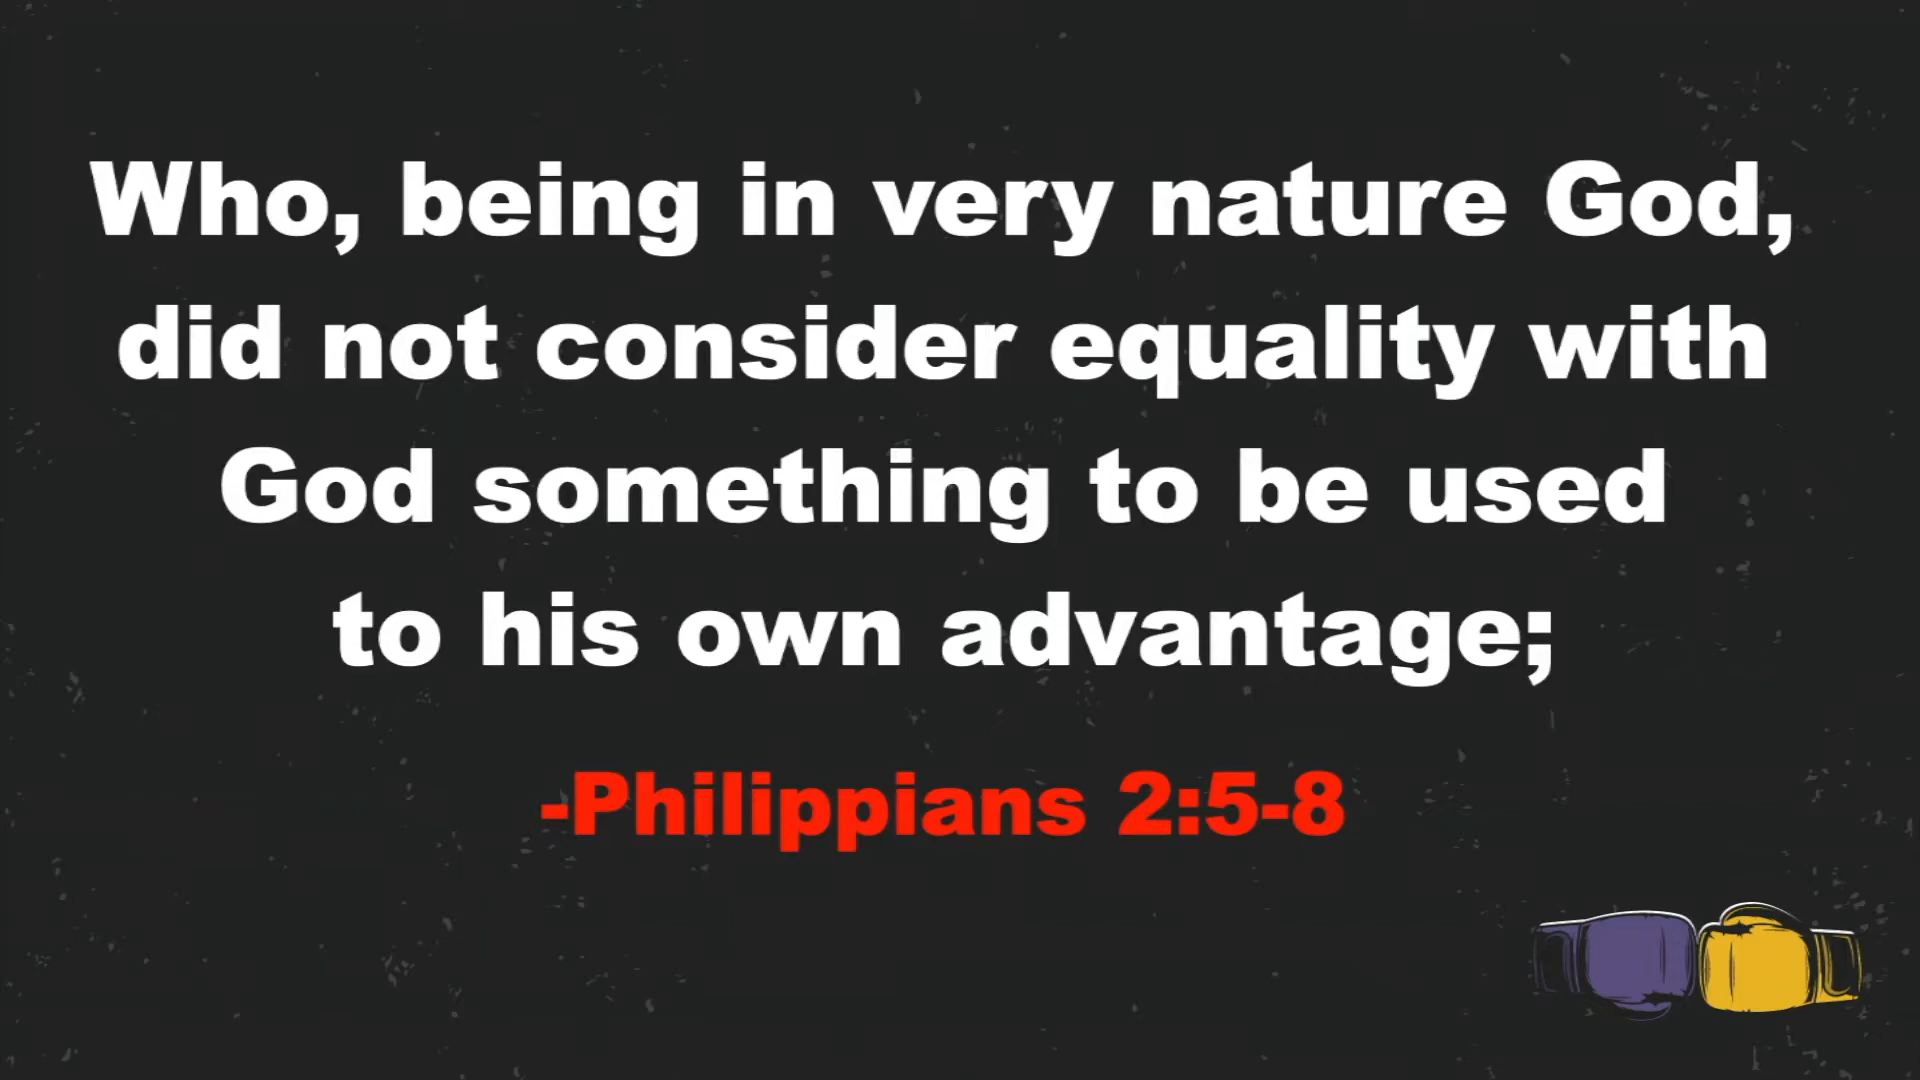 Who, being in very nature God,
did not consider equality with
God something to be used
to his own advantage;
-Philippians 2:5-8